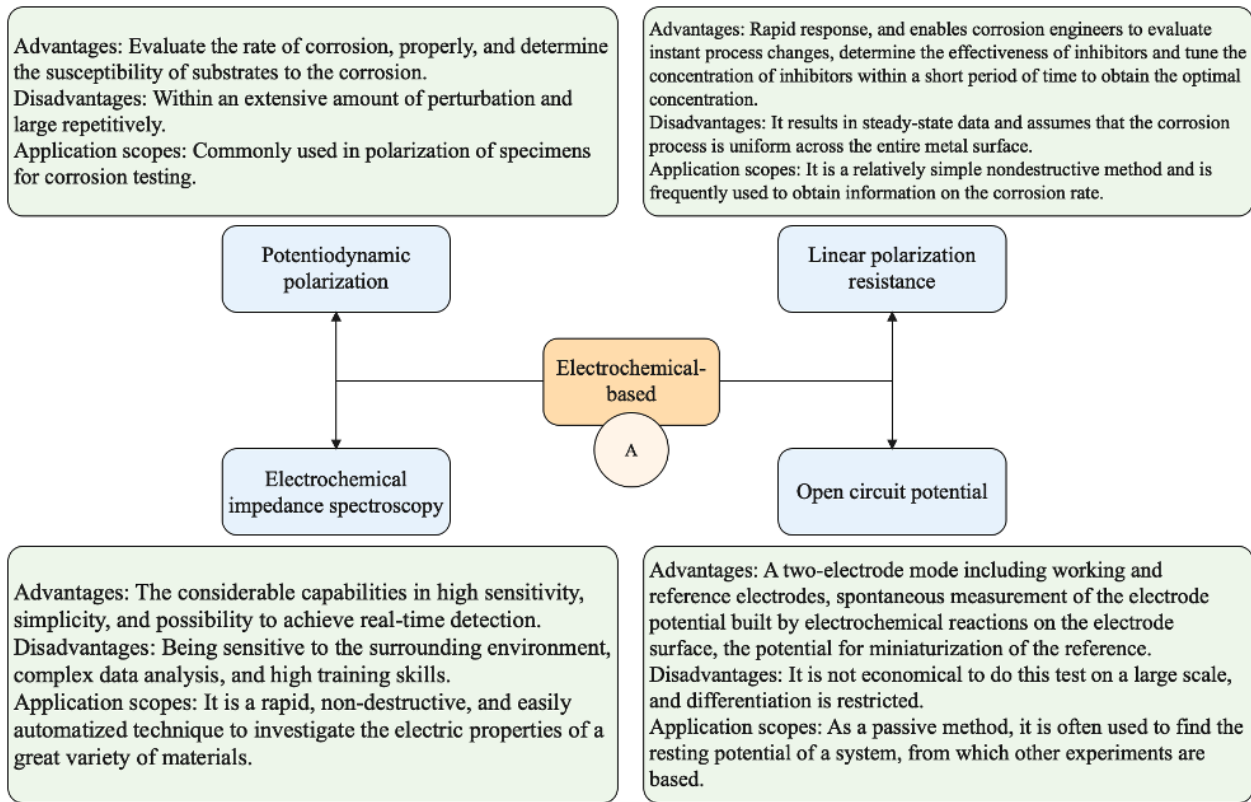 Advantages: Evaluate the rate of corrosion, properly, and determine
the susceptibility of substrates to the corrosion.
Disadvantages: Within an extensive amount of perturbation and
large repetitively.
Application scopes: Commonly used in polarization of specimens
for corrosion testing.
Advantages: Rapid response, and enables corrosion engineers to evaluate
instant process changes, determine the effectiveness of inhibitors and tune the
concentration of inhibitors within a short period of time to obtain the optimal
concentration.
Disadvantages: It results in steady-state data and assumes that the corrosion
process is uniform across the entire metal surface.
Application scopes: It is a relatively simple nondestructive method and is
frequently used to obtain information on the corrosion rate.
Potentiodynamic
polarization
Linear polarization
resistance
Electrochemical-
based
A
Electrochemical
impedance spectroscopy
Open circuit potential
Advantages: The considerable capabilities in high sensitivity,
simplicity, and possibility to achieve real-time detection.
Disadvantages: Being sensitive to the surrounding environment,
complex data analysis, and high training skills.
Application scopes: It is a rapid, non-destructive, and easily
automatized technique to investigate the electric properties of a
great variety of materials.
Advantages: A two-electrode mode including working and
reference electrodes, spontaneous measurement of the electrode
potential built by electrochemical reactions on the electrode
surface, the potential for miniaturization of the reference.
Disadvantages: It is not economical to do this test on a large scale,
and differentiation is restricted.
Application scopes: As a passive method, it is often used to find the
resting potential of a system, from which other experiments are
based.